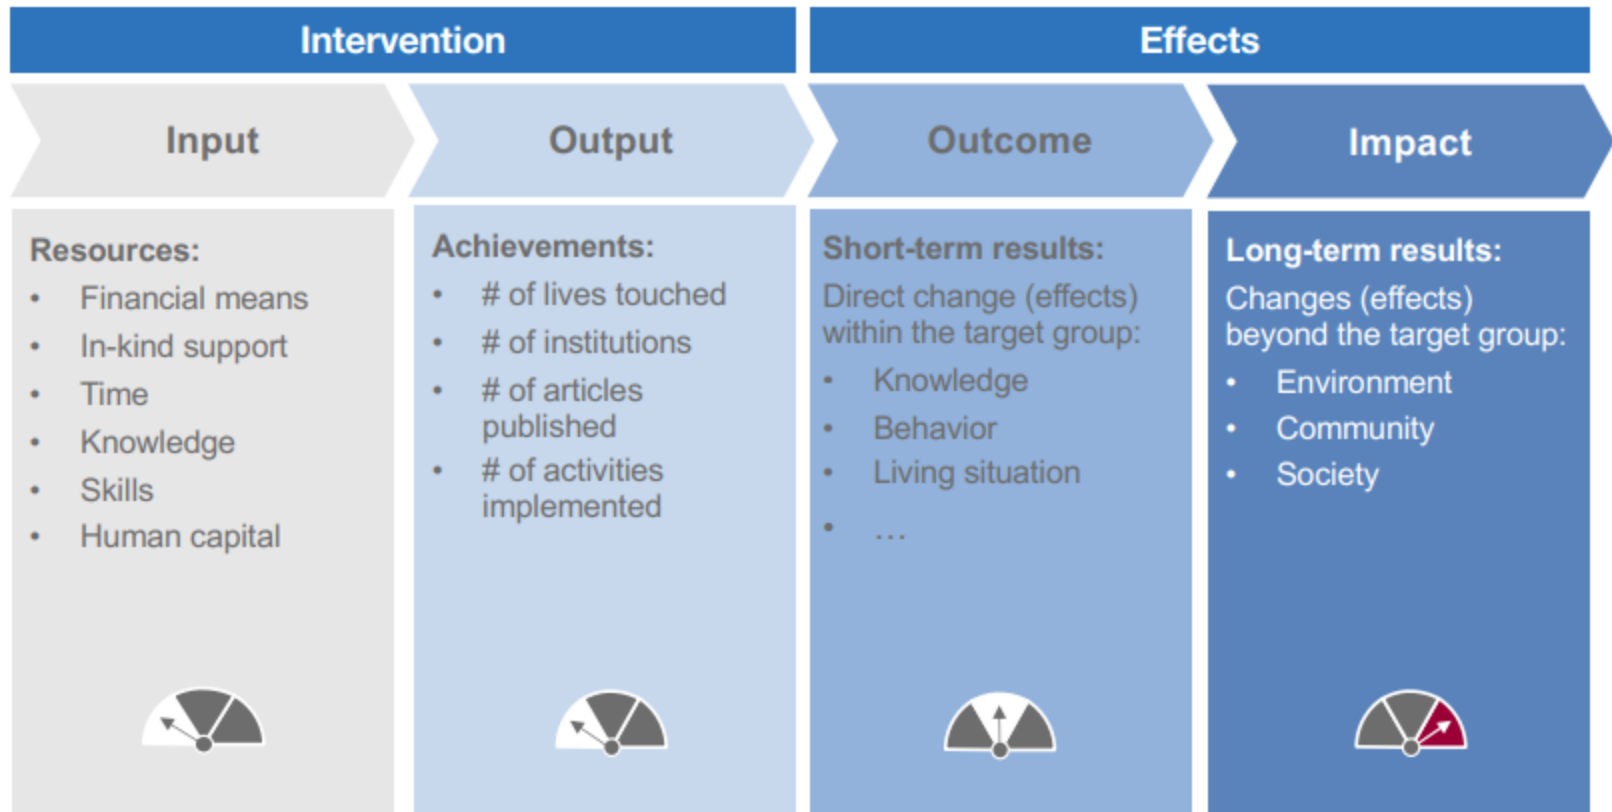 Intervention
Effects
Input
Output
Outcome
Impact
Resources:
• Financial means
• In-kind support
• Time
• Knowledge
• Skills
• Human capital
Achievements:
• # of lives touched
• # of institutions
• # of articles
published
• # of activities
implemented
Short-term results:
Direct change (effects)
within the target group:
• Knowledge
• Behavior
• Living situation
• …
Long-term results:
Changes (effects)
beyond the target group:
• Environment
• Community
• Society